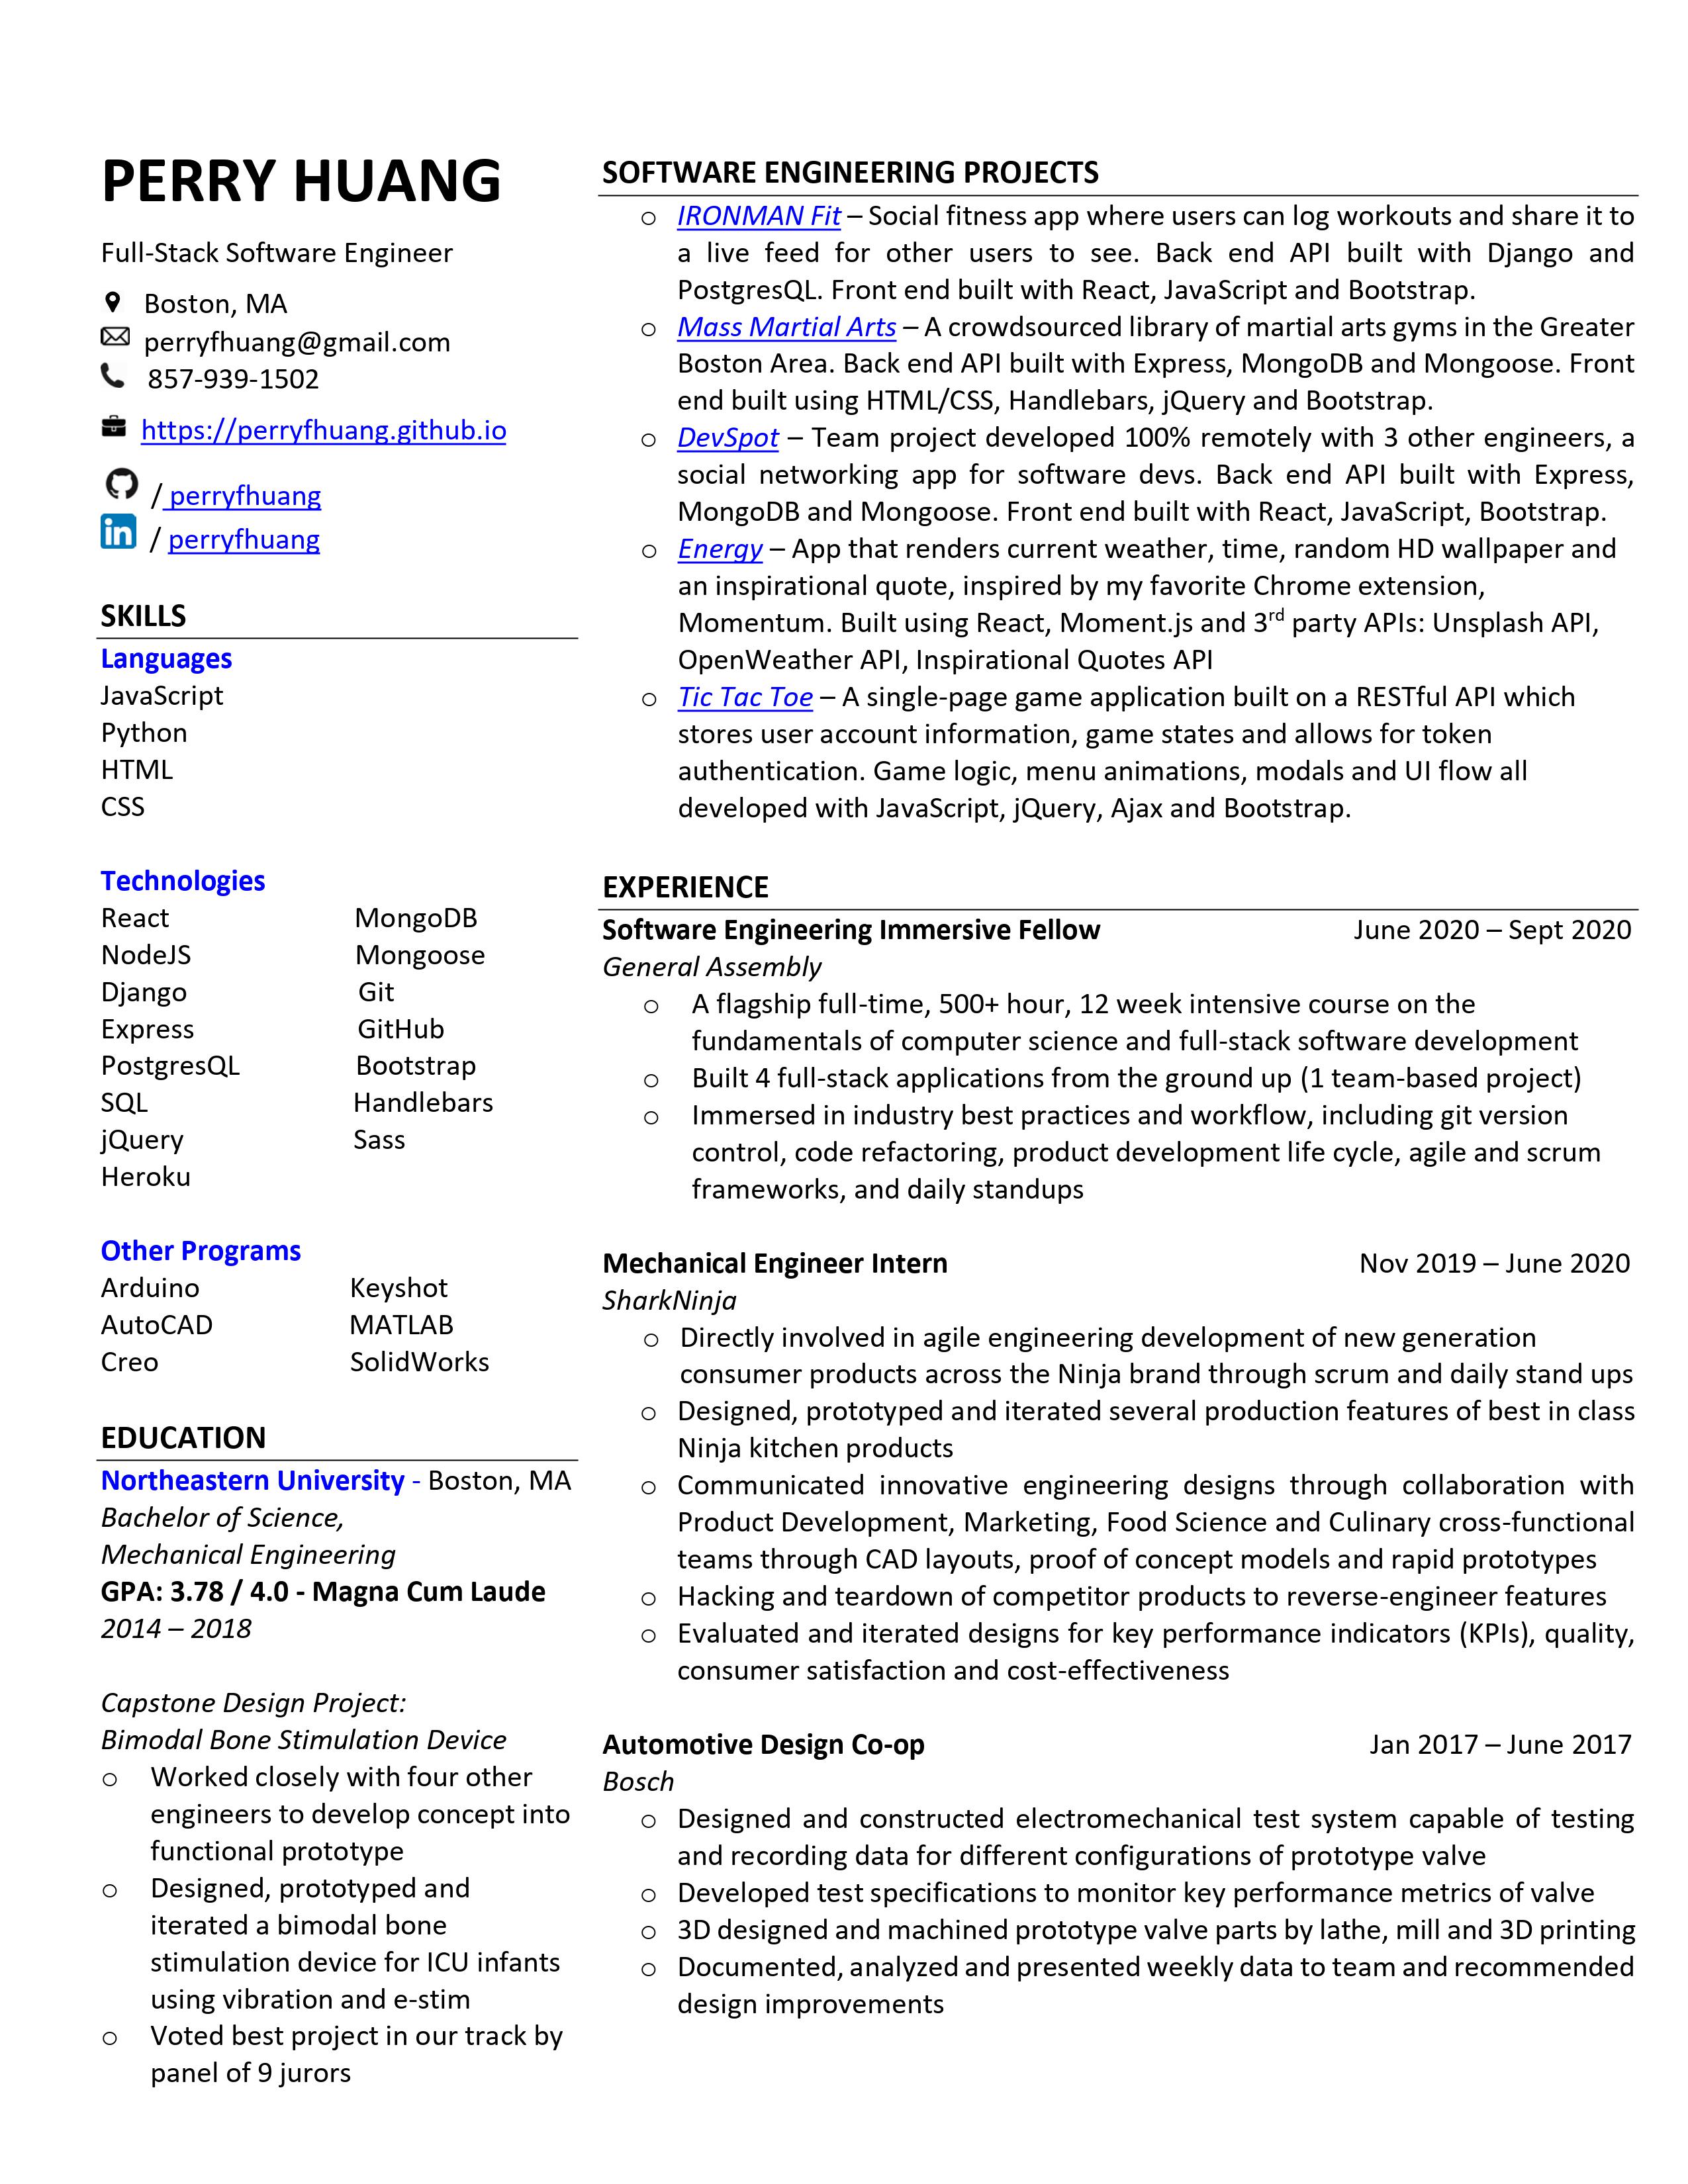 PERRY HUANG
Full-Stack Software Engineer
Boston, MA
perryfhuang@gmail.com
857-939-1502
https://perryfhuang.github.io
/ perryfhuang
in / perryfhuang
SKILLS
Languages
JavaScript
Python
HTML
CSS
Technologies
React MongoDB
NodeJS Mongoose
Django Git
Express GitHub
PostgresQL Bootstrap
SQL Handlebars
jQuery Sass
Heroku
Other Programs
Arduino Keyshot
AutoCAD MATLAB
Creo SolidWorks
EDUCATION
Northeastern University - Boston, MA
Bachelor of Science,
Mechanical Engineering
GPA: 3.78 / 4.0 - Magna Cum Laude
2014 – 2018
Capstone Design Project:
Bimodal Bone Stimulation Device
o Worked closely with four other
engineers to develop concept into
functional prototype
o Designed, prototyped and
iterated a bimodal bone
stimulation device for ICU infants
using vibration and e-stim
o Voted best project in our track by
panel of 9 jurors
SOFTWARE ENGINEERING PROJECTS
o IRONMAN Fit – Social fitness app where users can log workouts and share it to
a live feed for other users to see. Back end API built with Django and
PostgresQL. Front end built with React, JavaScript and Bootstrap.
o Mass Martial Arts – A crowdsourced library of martial arts gyms in the Greater
Boston Area. Back end API built with Express, MongoDB and Mongoose. Front
end built using HTML/CSS, Handlebars, jQuery and Bootstrap.
o DevSpot – Team project developed 100% remotely with 3 other engineers, a
social networking app for software devs. Back end API built with Express,
MongoDB and Mongoose. Front end built with React, JavaScript, Bootstrap.
o Energy – App that renders current weather, time, random HD wallpaper and
an inspirational quote, inspired by my favorite Chrome extension,
Momentum. Built using React, Moment.js and 3rd party APIs: Unsplash API,
OpenWeather API, Inspirational Quotes API
o Tic Tac Toe – A single-page game application built on a RESTful API which
stores user account information, game states and allows for token
authentication. Game logic, menu animations, modals and UI flow all
developed with JavaScript, jQuery, Ajax and Bootstrap.
EXPERIENCE
Software Engineering Immersive Fellow June 2020 – Sept 2020
General Assembly
o A flagship full-time, 500+ hour, 12 week intensive course on the
fundamentals of computer science and full-stack software development
o Built 4 full-stack applications from the ground up (1 team-based project)
o Immersed in industry best practices and workflow, including git version
control, code refactoring, product development life cycle, agile and scrum
frameworks, and daily standups
Mechanical Engineer Intern Nov 2019 – June 2020
SharkNinja
o Directly involved in agile engineering development of new generation
consumer products across the Ninja brand through scrum and daily stand ups
o Designed, prototyped and iterated several production features of best in class
Ninja kitchen products
o Communicated innovative engineering designs through collaboration with
Product Development, Marketing, Food Science and Culinary cross-functional
teams through CAD layouts, proof of concept models and rapid prototypes
o Hacking and teardown of competitor products to reverse-engineer features
o Evaluated and iterated designs for key performance indicators (KPIs), quality,
consumer satisfaction and cost-effectiveness
Automotive Design Co-op Jan 2017 – June 2017
Bosch
o Designed and constructed electromechanical test system capable of testing
and recording data for different configurations of prototype valve
o Developed test specifications to monitor key performance metrics of valve
o 3D designed and machined prototype valve parts by lathe, mill and 3D printing
o Documented, analyzed and presented weekly data to team and recommended
design improvements